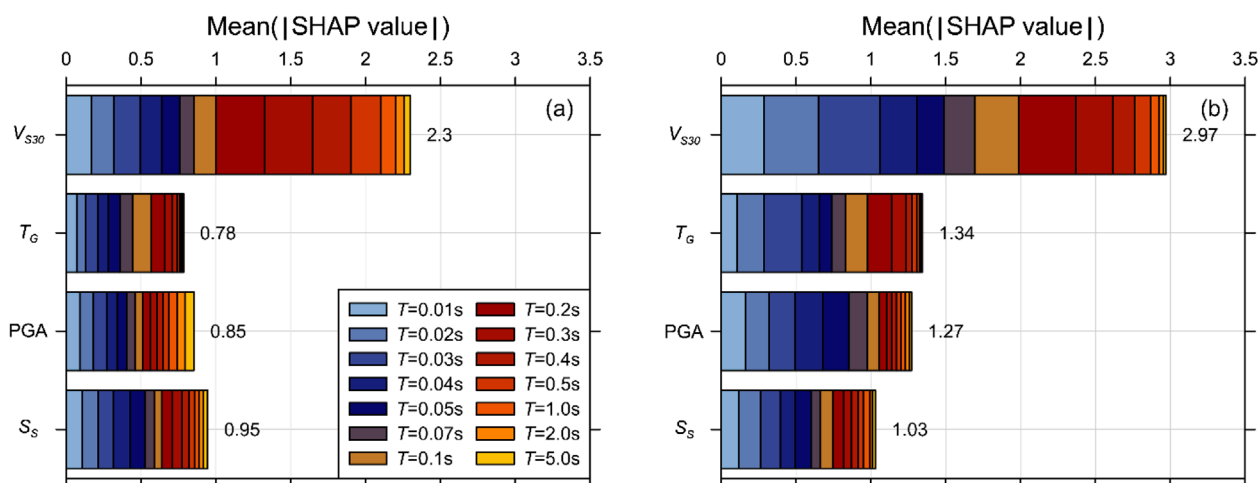 Mean(|SHAP value|)
0 0.5 1 1.5 2 2.5 3 3.5
(a)
VS30 2.3
TG 0.78
PGA 0.85
SS 0.95
T=0.01s T=0.2s
T=0.02s T=0.3s
T=0.03s T=0.4s
T=0.04s T=0.5s
T=0.05s T=1.0s
T=0.07s T=2.0s
T=0.1s T=5.0s
Mean(|SHAP value|)
0 0.5 1 1.5 2 2.5 3 3.5
(b)
VS30 2.97
TG 1.34
PGA 1.27
SS 1.03